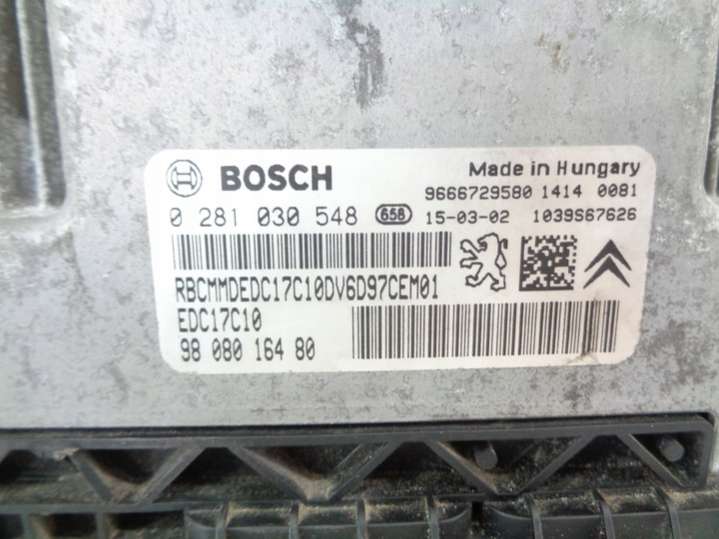 BOSCH Made in Hungary
9666729580 1414 0081
0 281 030 548 658 15-03-02 1039S67626
RBCMMDEDC17C10DV6D97CEM01
EDC17C10
98 080 164 80